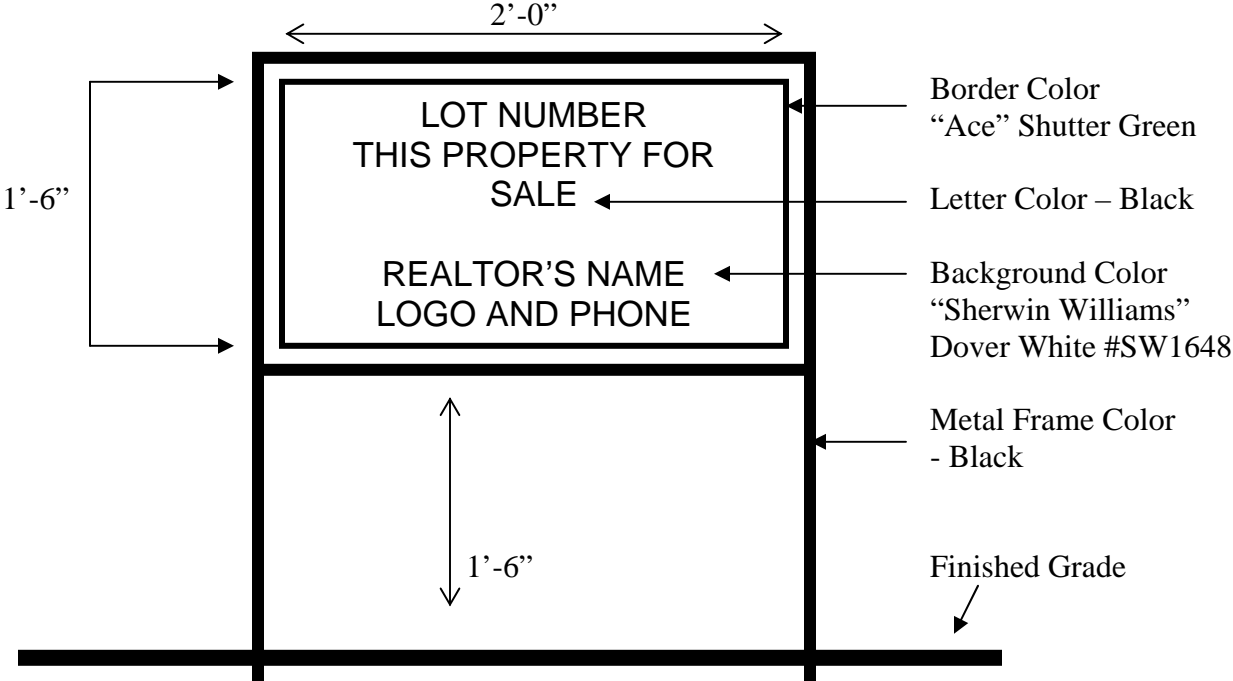 2’-0”
LOT NUMBER
THIS PROPERTY FOR
SALE
REALTOR’S NAME
LOGO AND PHONE
1’-6”
1’-6”
Border Color
“Ace” Shutter Green
Letter Color – Black
Background Color
“Sherwin Williams”
Dover White #SW1648
Metal Frame Color
- Black
Finished Grade